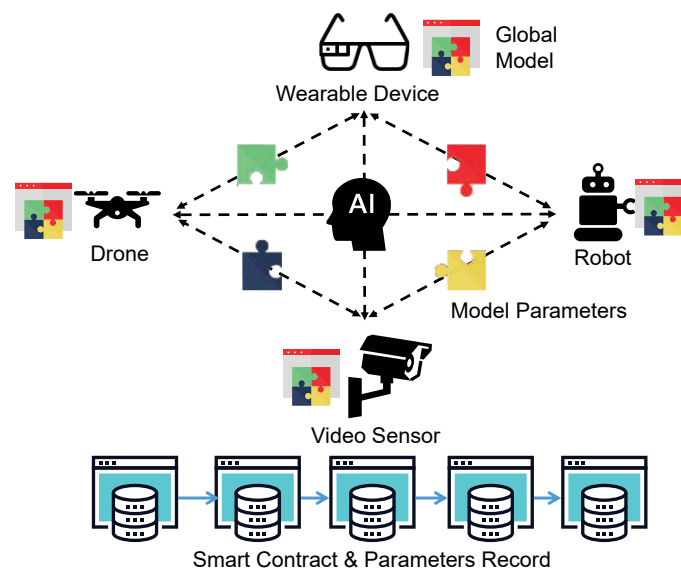 Global
Model
Wearable Device
AI
Drone
Robot
Model Parameters
Video Sensor
Smart Contract & Parameters Record